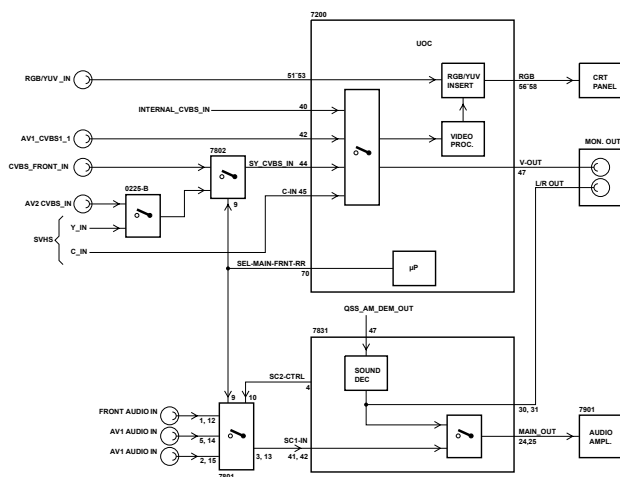 7200
UOC
RGB/YUV_IN
51~53
RGB/YUV
INSERT
RGB
56~58
CRT
PANEL
INTERNAL_CVBS_IN
40
AV1_CVBS1_1
42
VIDEO
PROC.
MON. OUT
CVBS_FRONT_IN
7802
SY_CVBS_IN 44
V-OUT
47
0225-B
C-IN 45
L/R OUT
AV2 CVBS_IN
9
Y_IN
SVHS
C_IN
SEL-MAIN-FRNT-RR
70
µP
QSS_AM_DEM_OUT
47
7831
SOUND
DEC
SC2-CTRL
4
9
10
30, 31
FRONT AUDIO IN
1, 12
7901
AV1 AUDIO IN
5, 14
SC1-IN
3, 13
41, 42
MAIN_OUT
24,25
AUDIO
AMPL.
AV1 AUDIO IN
2, 15
7801